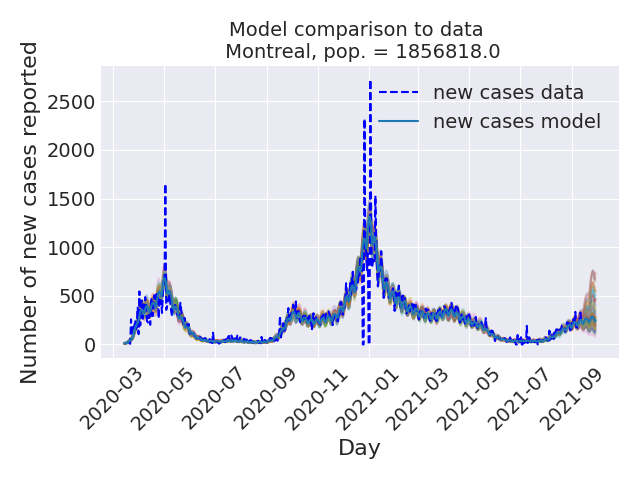 Model comparison to data
Montreal, pop. = 1856818.0
Number of new cases reported
2500
2000
1500
1000
500
0
new cases data
new cases model
2020-03
2020-05
2020-07
2020-09
2020-11
2021-01
2021-03
2021-05
2021-07
2021-09
Day